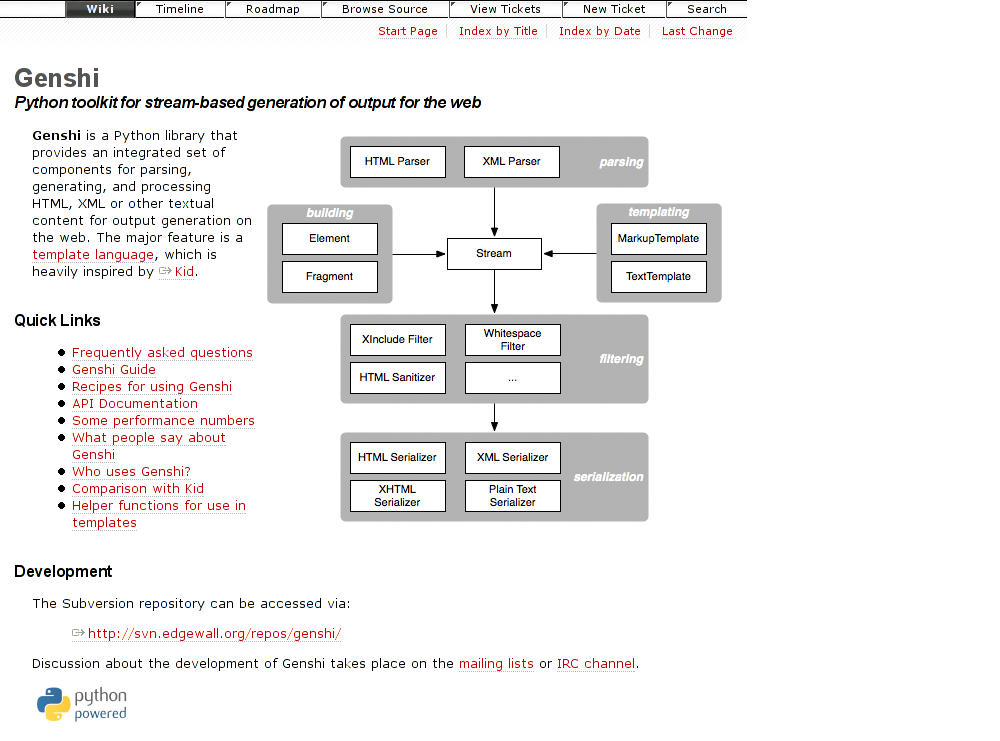 Wiki Timeline Roadmap Browse Source View Tickets New Ticket Search
Start Page Index by Title Index by Date Last Change
Genshi
Python toolkit for stream-based generation of output for the web
Genshi is a Python library that
provides an integrated set of
components for parsing,
generating, and processing
HTML, XML or other textual
content for output generation on
the web. The major feature is a
template language, which is
heavily inspired by Kid.
HTML Parser XML Parser parsing
building
Element
Fragment
Stream
templating
MarkupTemplate
TextTemplate
XInclude Filter
Whitespace
Filter
HTML Sanitizer
...
filtering
HTML Serializer
XML Serializer
XHTML
Serializer
Plain Text
Serializer
serialization
Quick Links
Frequently asked questions
Genshi Guide
Recipes for using Genshi
API Documentation
Some performance numbers
What people say about
Genshi
Who uses Genshi?
Comparison with Kid
Helper functions for use in
templates
Development
The Subversion repository can be accessed via:
http://svn.edgewall.org/repos/genshi/
Discussion about the development of Genshi takes place on the mailing lists or IRC channel.
python
powered